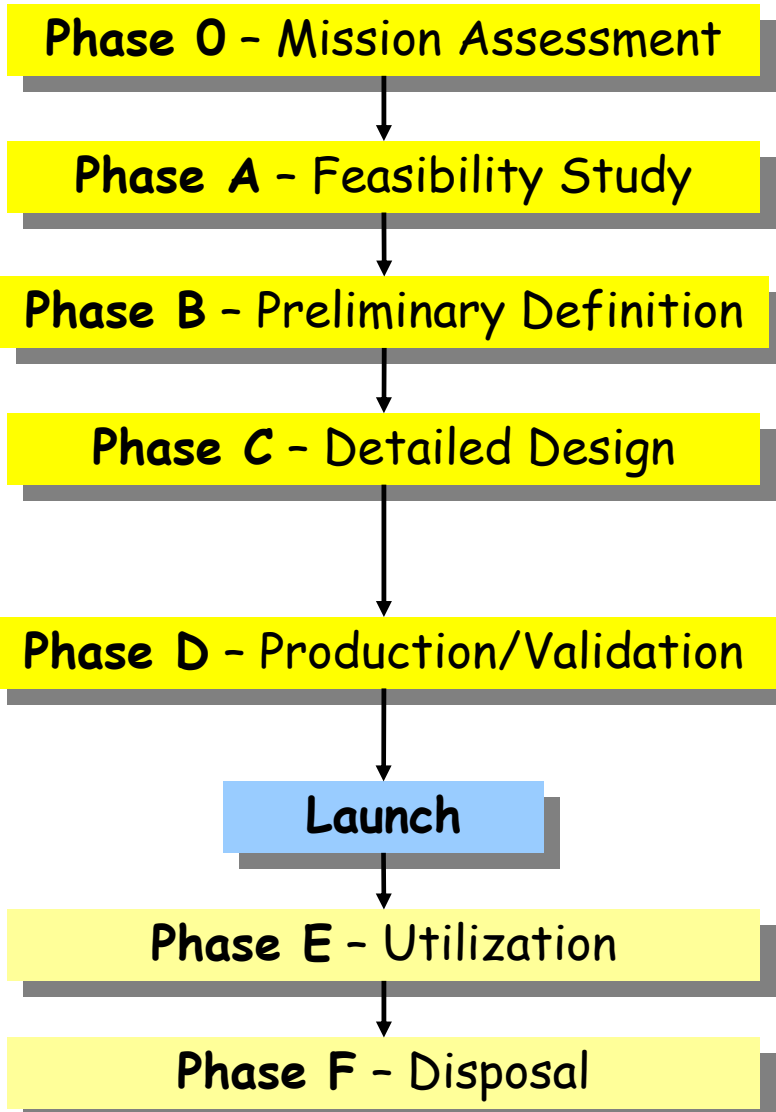 Phase 0 – Mission Assessment
Phase A – Feasibility Study
Phase B – Preliminary Definition
Phase C – Detailed Design
Phase D – Production/Validation
Launch
Phase E – Utilization
Phase F – Disposal